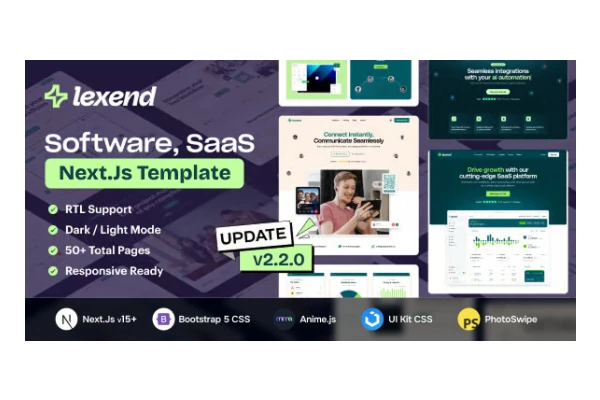 lexend
Software, SaaS
Next.Js Template
RTL Support
Dark / Light Mode
50+ Total Pages
Responsive Ready
UPDATE
v2.2.0
Connect instantly,
Communicate Seamlessly
Seamless integrations
with your ai automation
Drive growth with our
cutting-edge SaaS platform
Next.Js v15+
Bootstrap 5 CSS
Anime.js
UI Kit CSS
PS
PhotoSwipe